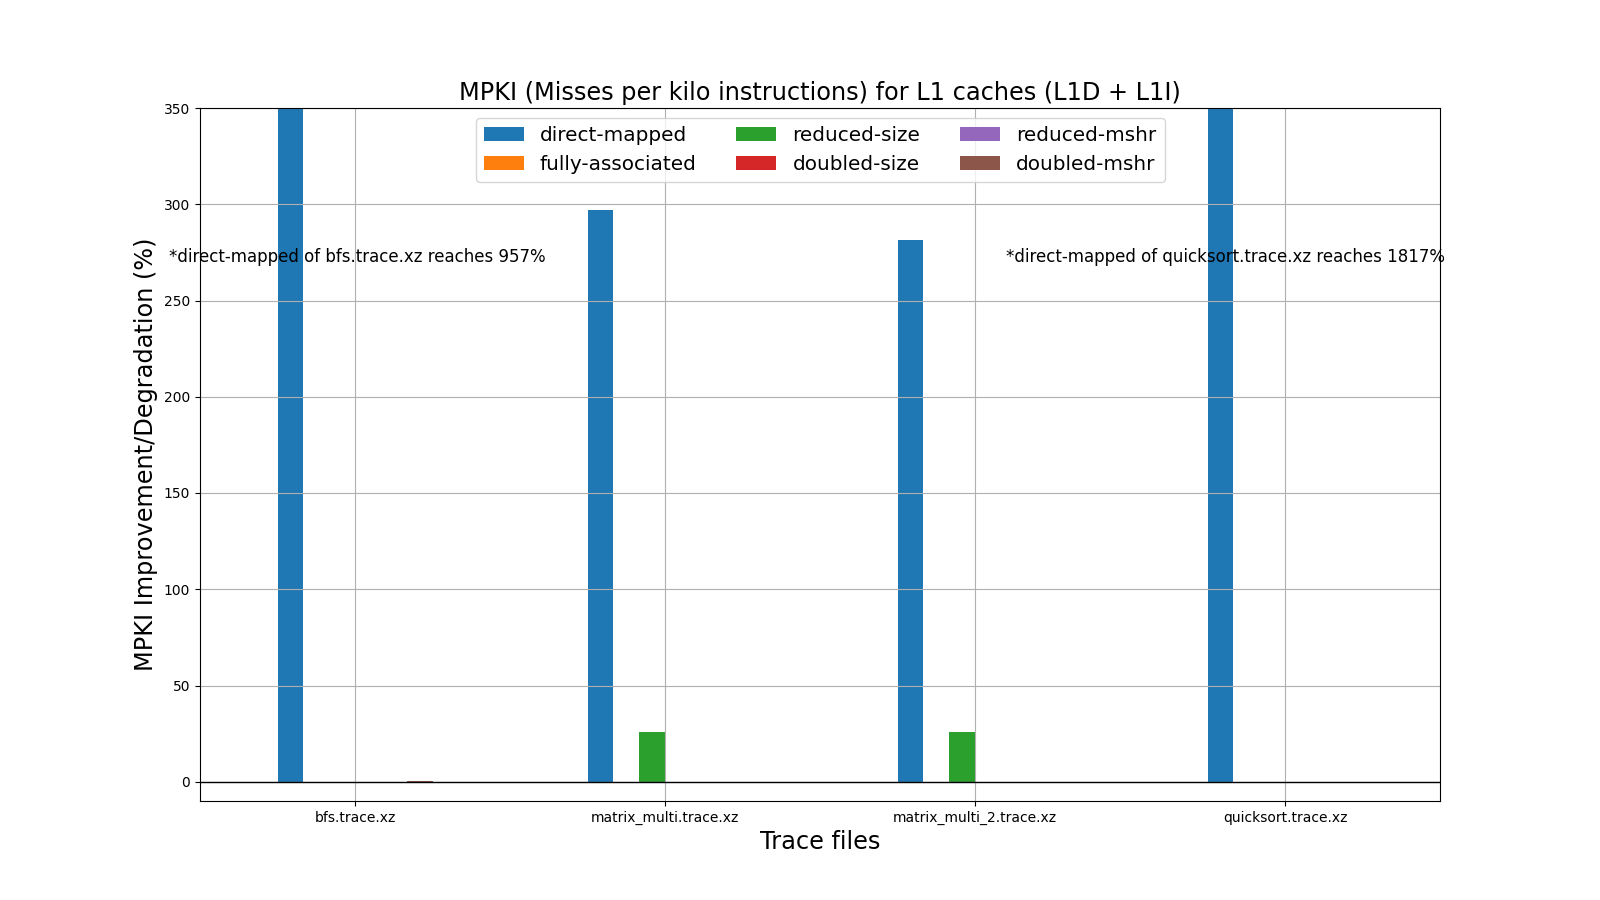 MPKI (Misses per kilo instructions) for L1 caches (L1D + L1I)
direct-mapped
fully-associated
reduced-size
doubled-size
reduced-mshr
doubled-mshr
*direct-mapped of bfs.trace.xz reaches 957%
*direct-mapped of quicksort.trace.xz reaches 1817%
MPKI Improvement/Degradation (%)
350
300
250
200
150
100
50
0
bfs.trace.xz
matrix_multi.trace.xz
matrix_multi_2.trace.xz
quicksort.trace.xz
Trace files